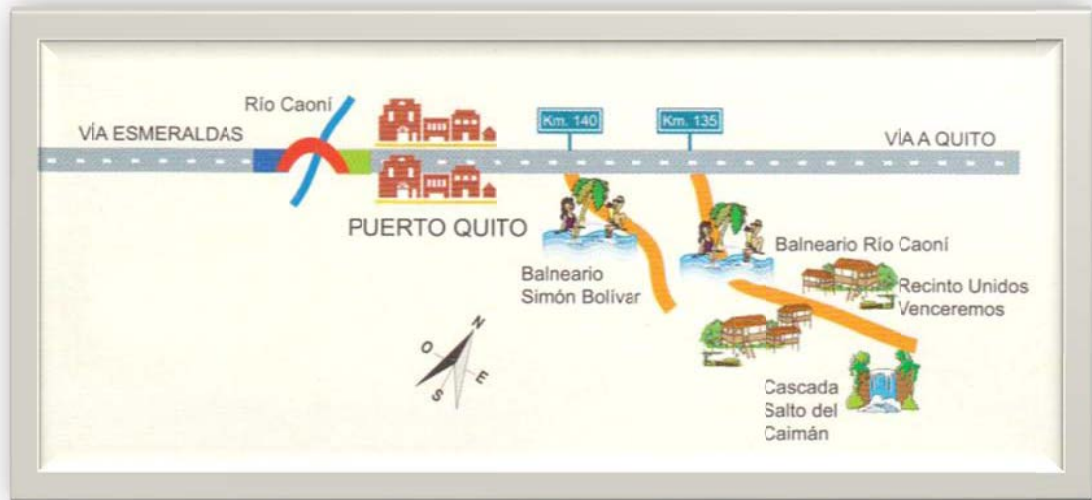 Río Caoní
VÍA ESMERALDAS
Km. 140
Km. 135
VÍA A QUITO
PUERTO QUITO
Balneario
Simón Bolívar
Balneario Río Caoní
Recinto Unidos
Venceremos
N
O
E
S
Cascada
Salto del
Caimán